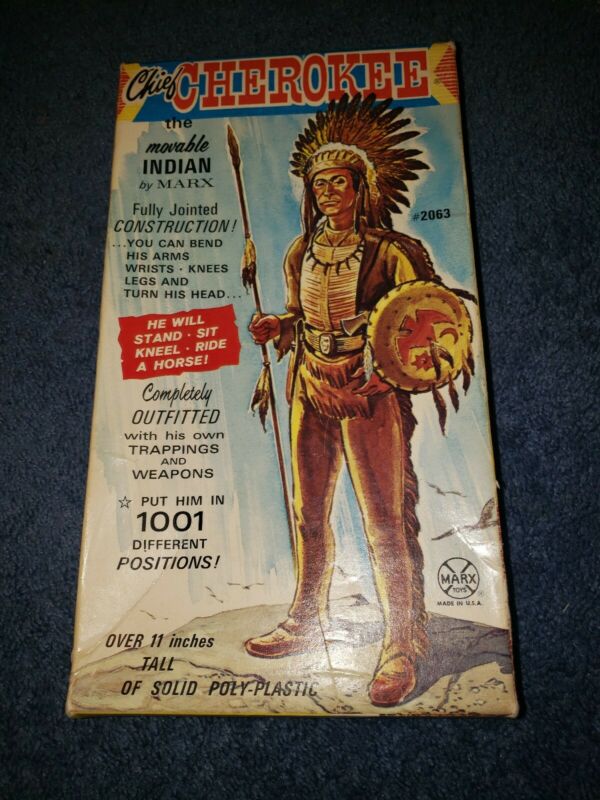 Chief CHEROKEE
the
movable
INDIAN
by MARX
Fully Jointed
CONSTRUCTION!
...YOU CAN BEND
HIS ARMS
WRISTS · KNEES
LEGS AND
TURN HIS HEAD...
HE WILL
STAND · SIT
KNEEL · RIDE
A HORSE!
Completely
OUTFITTED
with his own
TRAPPINGS
AND
WEAPONS
☆ PUT HIM IN
1001
DIFFERENT
POSITIONS!
OVER 11 inches
TALL
OF SOLID POLY-PLASTIC
#2063
MARX
TOYS
®
MADE IN U.S.A.